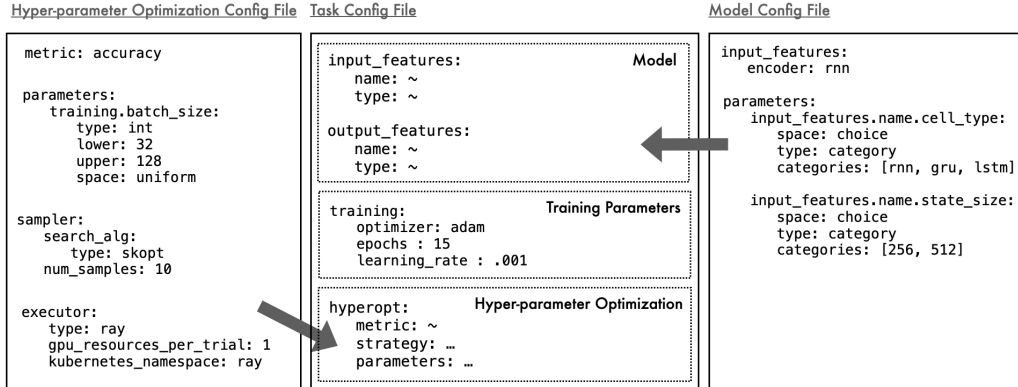 Hyper-parameter Optimization Config File
metric: accuracy
parameters:
training.batch_size:
type: int
lower: 32
upper: 128
space: uniform
sampler:
search_alg:
type: skopt
num_samples: 10
executor:
type: ray
gpu_resources_per_trial: 1
kubernetes_namespace: ray
Task Config File
Model
input_features:
name: ~
type: ~
output_features:
name: ~
type: ~
Training Parameters
training:
optimizer: adam
epochs : 15
learning_rate : .001
Hyper-parameter Optimization
hyperopt:
metric: ~
strategy: …
parameters: …
Model Config File
input_features:
encoder: rnn
parameters:
input_features.name.cell_type:
space: choice
type: category
categories: [rnn, gru, lstm]
input_features.name.state_size:
space: choice
type: category
categories: [256, 512]